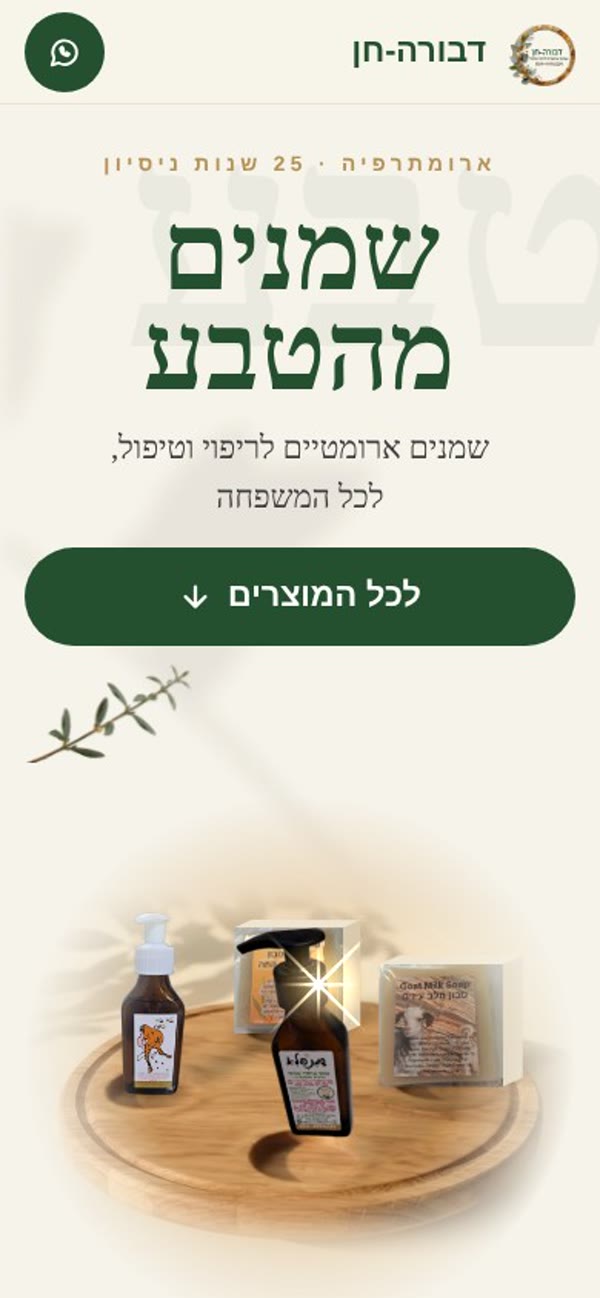 דבורה-חן
ארומתרפיה · 25 שנות ניסיון
טבע
שמנים
מהטבע
שמנים ארומטיים לריפוי וטיפול,
לכל המשפחה
לכל המוצרים ↓
Goat Milk Soap
סבון חלב עיזים